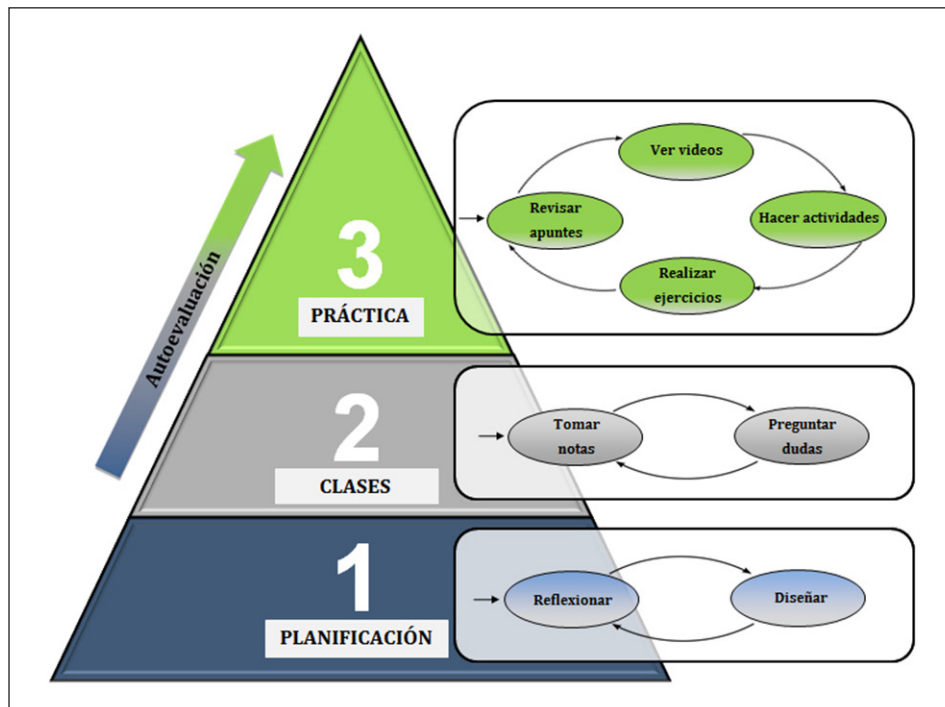 Autoevaluación
3
PRÁCTICA
Ver videos
Revisar
apuntes
Hacer actividades
Realizar
ejercicios
2
CLASES
Tomar
notas
Preguntar
dudas
1
PLANIFICACIÓN
Reflexionar
Diseñar